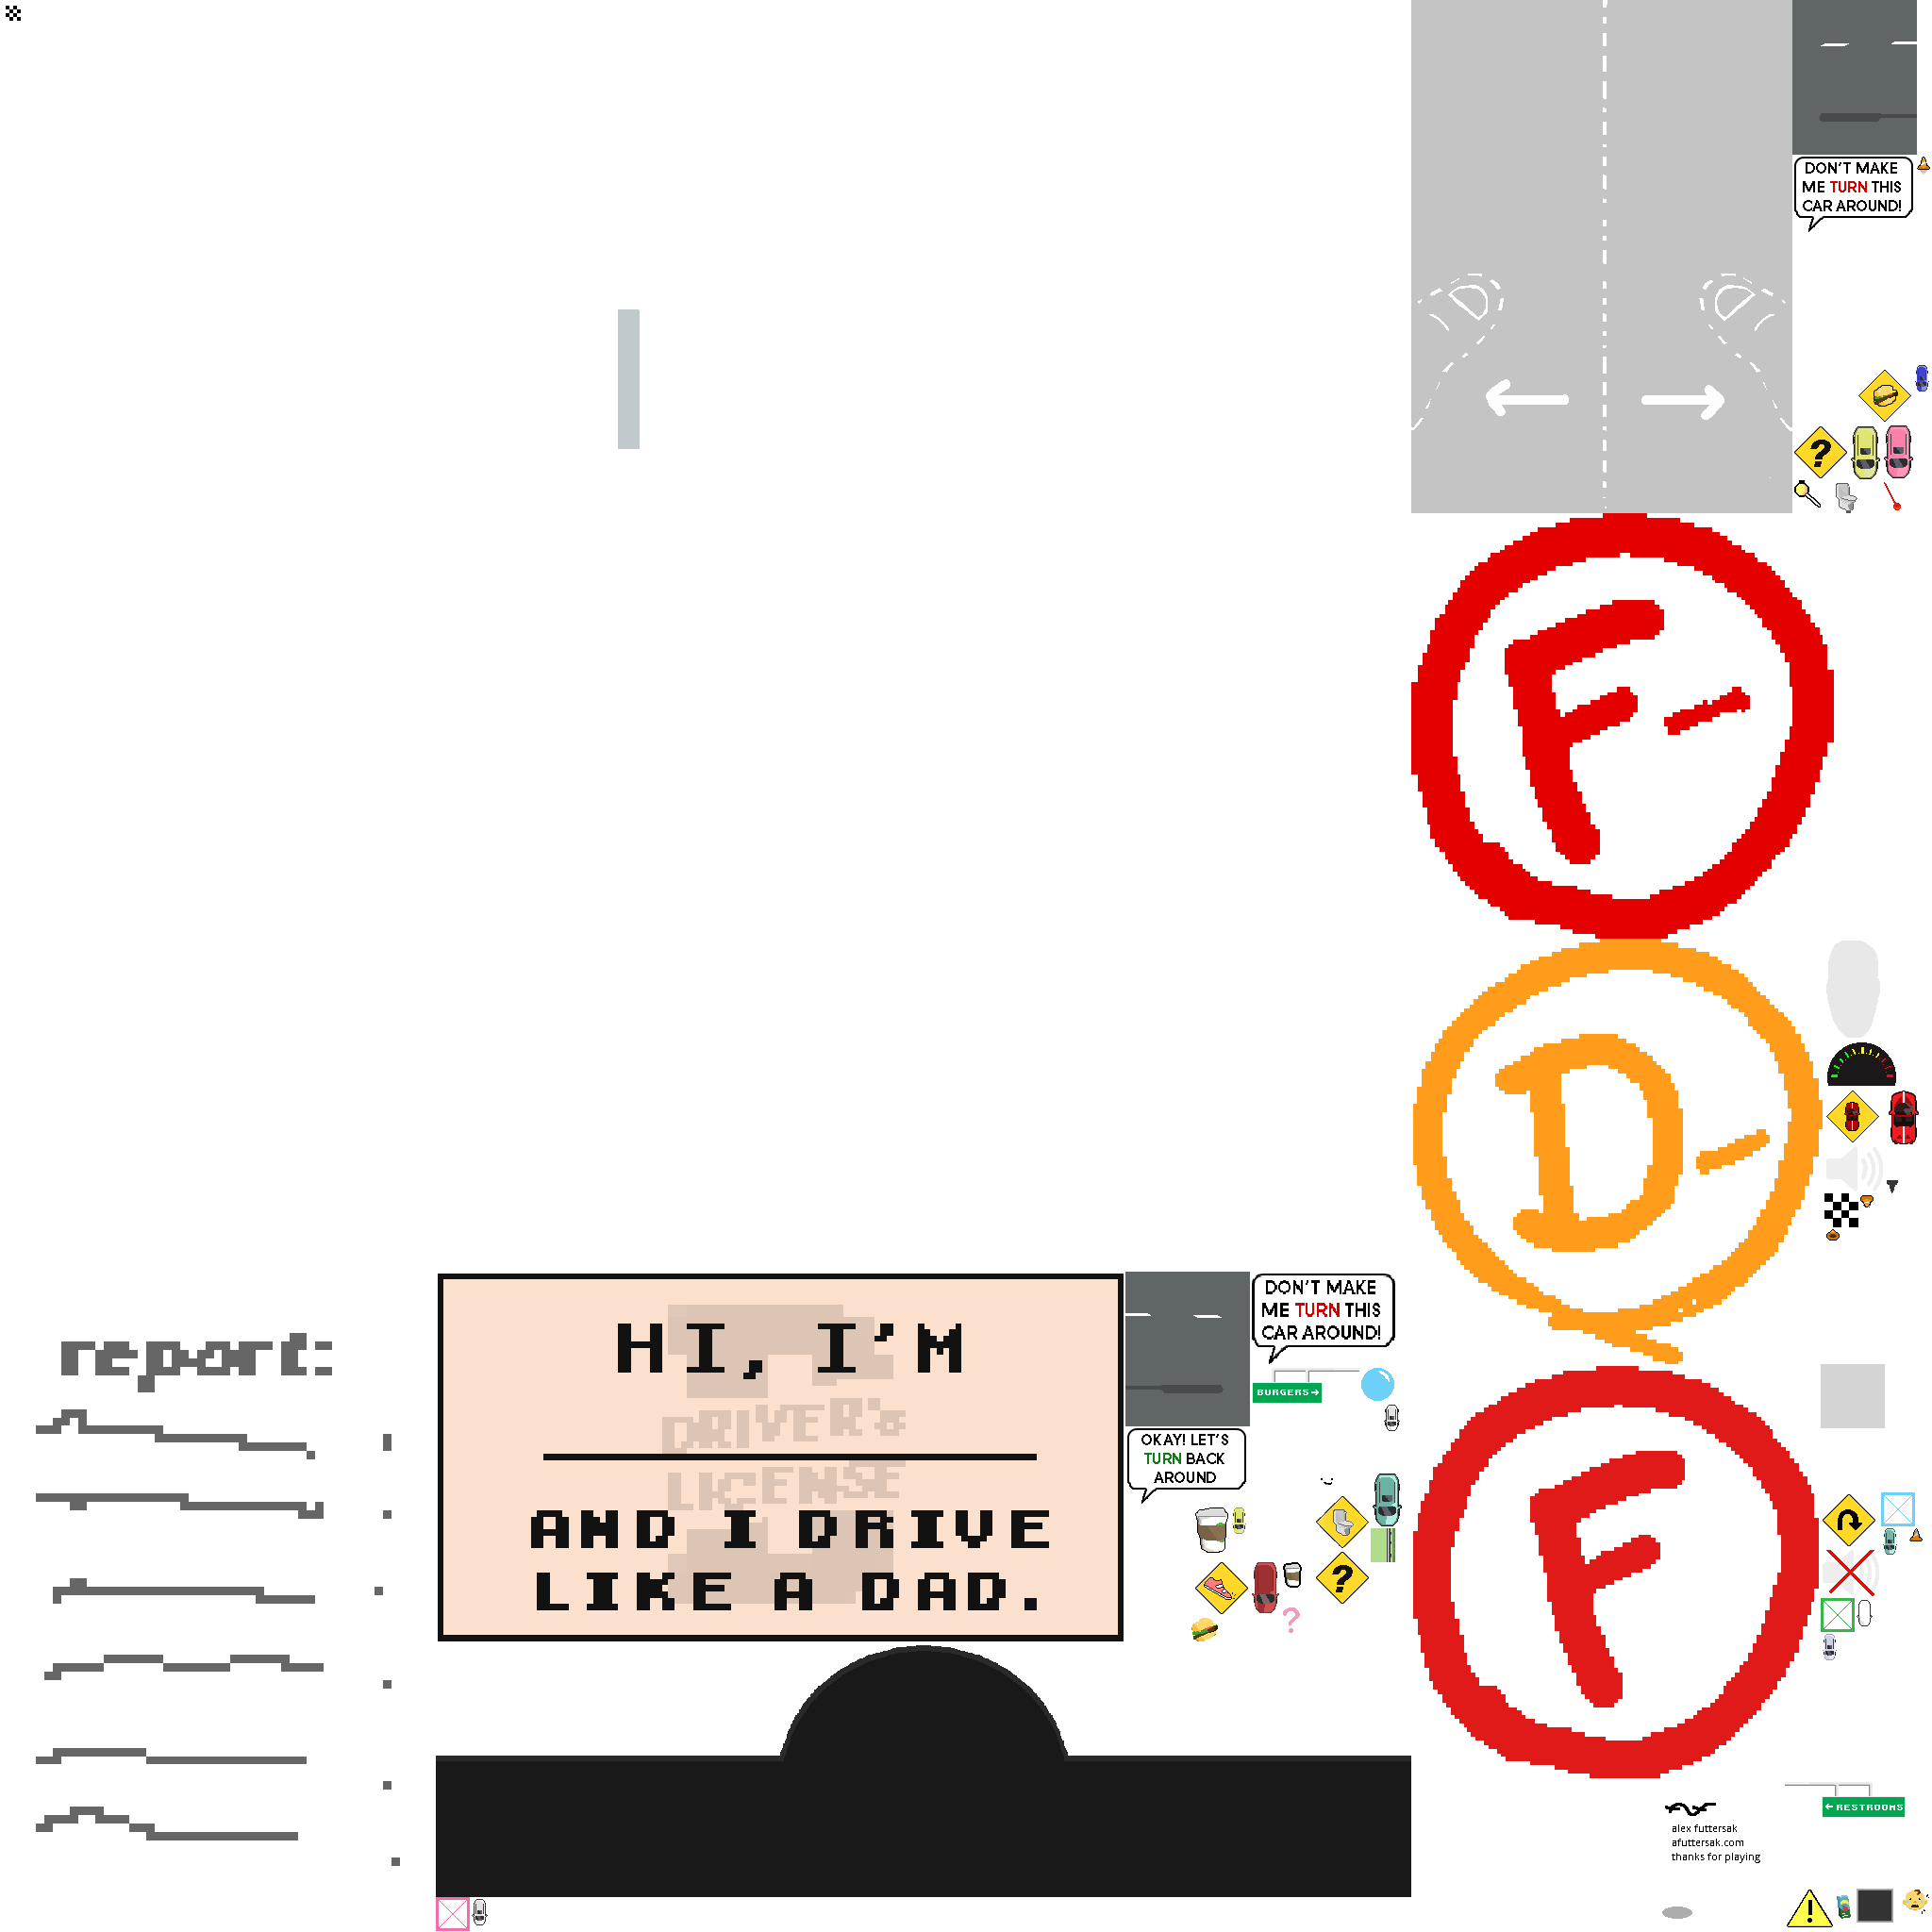 DON'T MAKE
ME TURN THIS
CAR AROUND!
?
F-
D-
report:
HI, I'M
DRIVER's
LICENSE
AND I DRIVE
LIKE A DAD.
DON'T MAKE
ME TURN THIS
CAR AROUND!
BURGERS→
OKAY! LET'S
TURN BACK
AROUND
?
?
F
←RESTROOMS
alex futtersak
afuttersak.com
thanks for playing
!